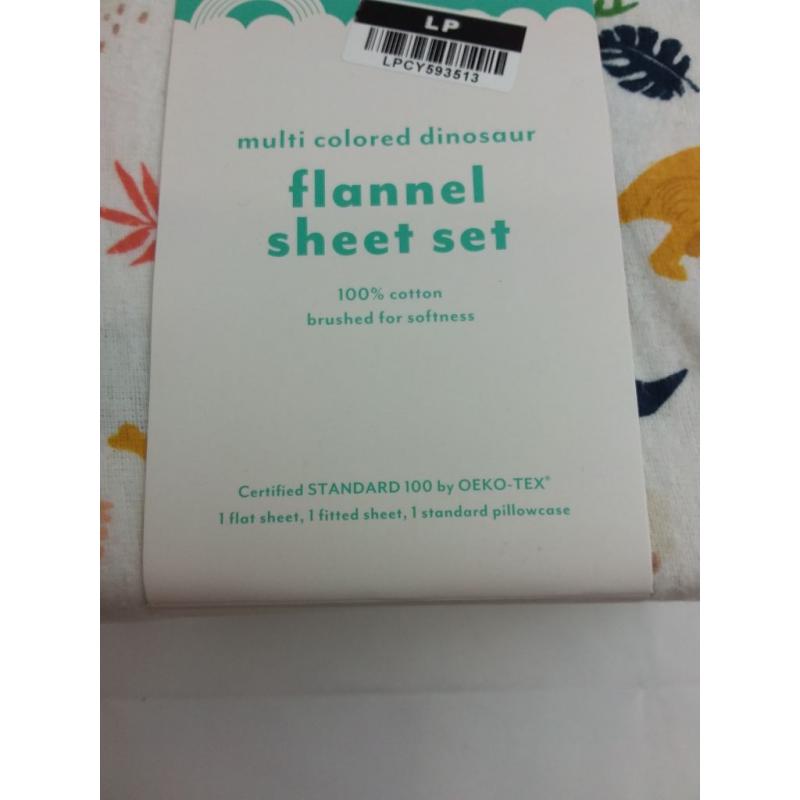 LP
LPCY593513
multi colored dinosaur
flannel
sheet set
100% cotton
brushed for softness
Certified STANDARD 100 by OEKO-TEX®
1 flat sheet, 1 fitted sheet, 1 standard pillowcase